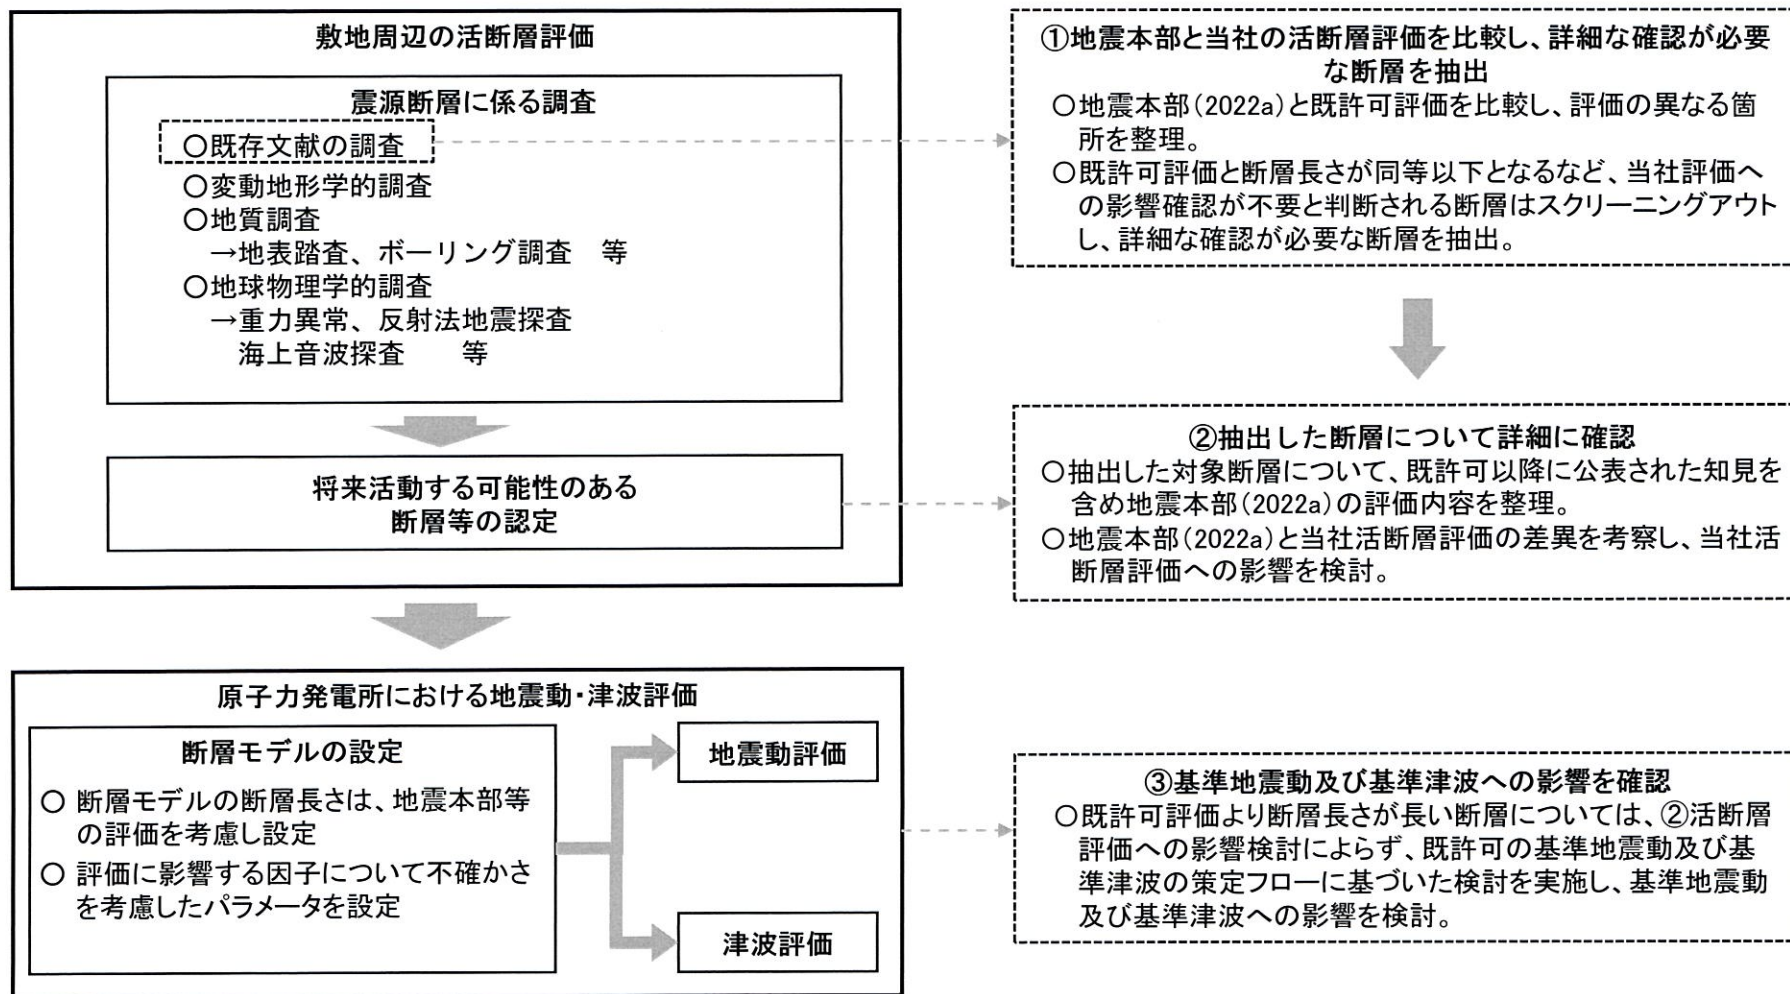 敷地周辺の活断層評価
震源断層に係る調査
〇既存文献の調査
〇変動地形学的調査
〇地質調査
→地表踏査、ボーリング調査　等
〇地球物理学的調査
→重力異常、反射法地震探査
海上音波探査　　等
将来活動する可能性のある
断層等の認定
原子力発電所における地震動・津波評価
断層モデルの設定
〇 断層モデルの断層長さは、地震本部等
の評価を考慮し設定
〇 評価に影響する因子について不確かさ
を考慮したパラメータを設定
地震動評価
津波評価
①地震本部と当社の活断層評価を比較し、詳細な確認が必要
な断層を抽出
〇地震本部（2022a）と既許可評価を比較し、評価の異なる箇
所を整理。
〇既許可評価と断層長さが同等以下となるなど、当社評価へ
の影響確認が不要と判断される断層はスクリーニングアウト
し、詳細な確認が必要な断層を抽出。
②抽出した断層について詳細に確認
〇抽出した対象断層について、既許可以降に公表された知見を
含め地震本部（2022a）の評価内容を整理。
〇地震本部（2022a）と当社活断層評価の差異を考察し、当社活
断層評価への影響を検討。
③基準地震動及び基準津波への影響を確認
〇既許可評価より断層長さが長い断層については、②活断層
評価への影響検討によらず、既許可の基準地震動及び基
準津波の策定フローに基づいた検討を実施し、基準地震動
及び基準津波への影響を検討。